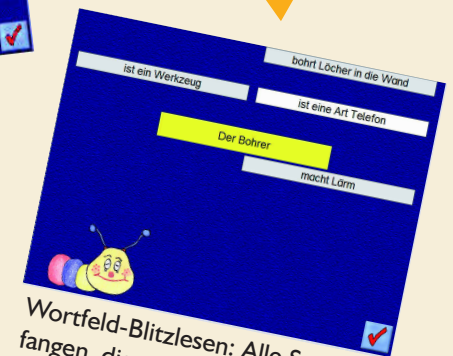 bohrt Löcher in die Wand
ist ein Werkzeug
ist eine Art Telefon
Der Bohrer
macht Lärm
Wortfeld-Blitzlesen: Alle
fangen, die